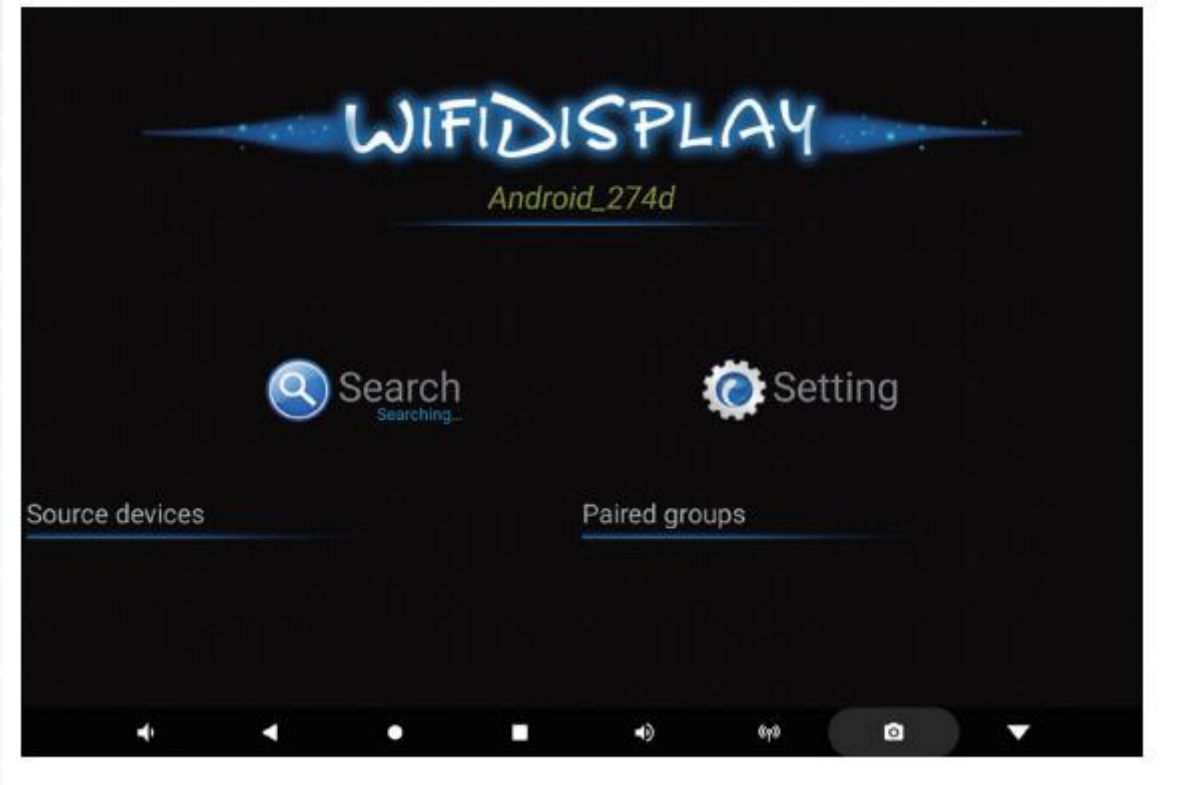 WIFIDISPLAY
Android_274d
Search
Searching...
Setting
Source devices
Paired groups